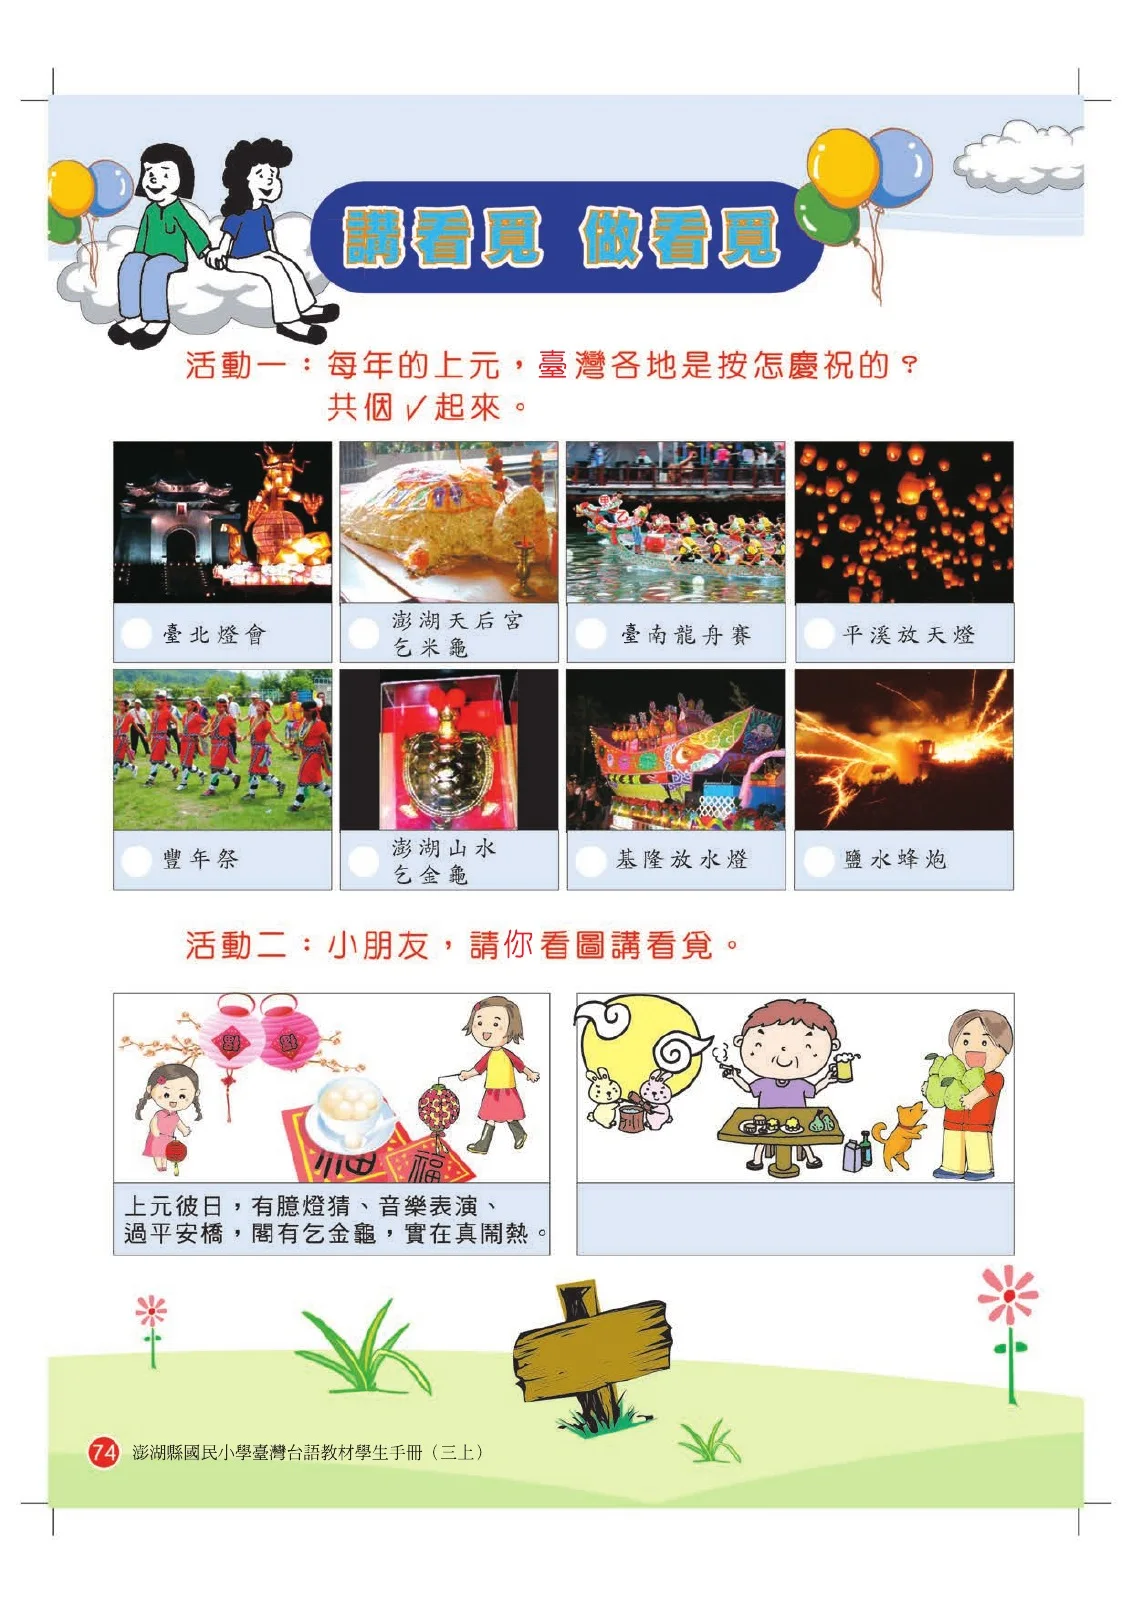 講看覓 做看覓
活動一：每年的上元，臺灣各地是按怎慶祝的？
共個✓起來。
臺北燈會
澎湖天后宮
乞米龜
臺南龍舟賽
平溪放天燈
豐年祭
澎湖山水
乞金龜
基隆放水燈
鹽水蜂炮
活動二：小朋友，請你看圖講看覓。
福
福
上元彼日，有臆燈猜、音樂表演、
過平安橋，閣有乞金龜，實在真鬧熱。
74 澎湖縣國民小學臺灣台語教材學生手冊（三上）